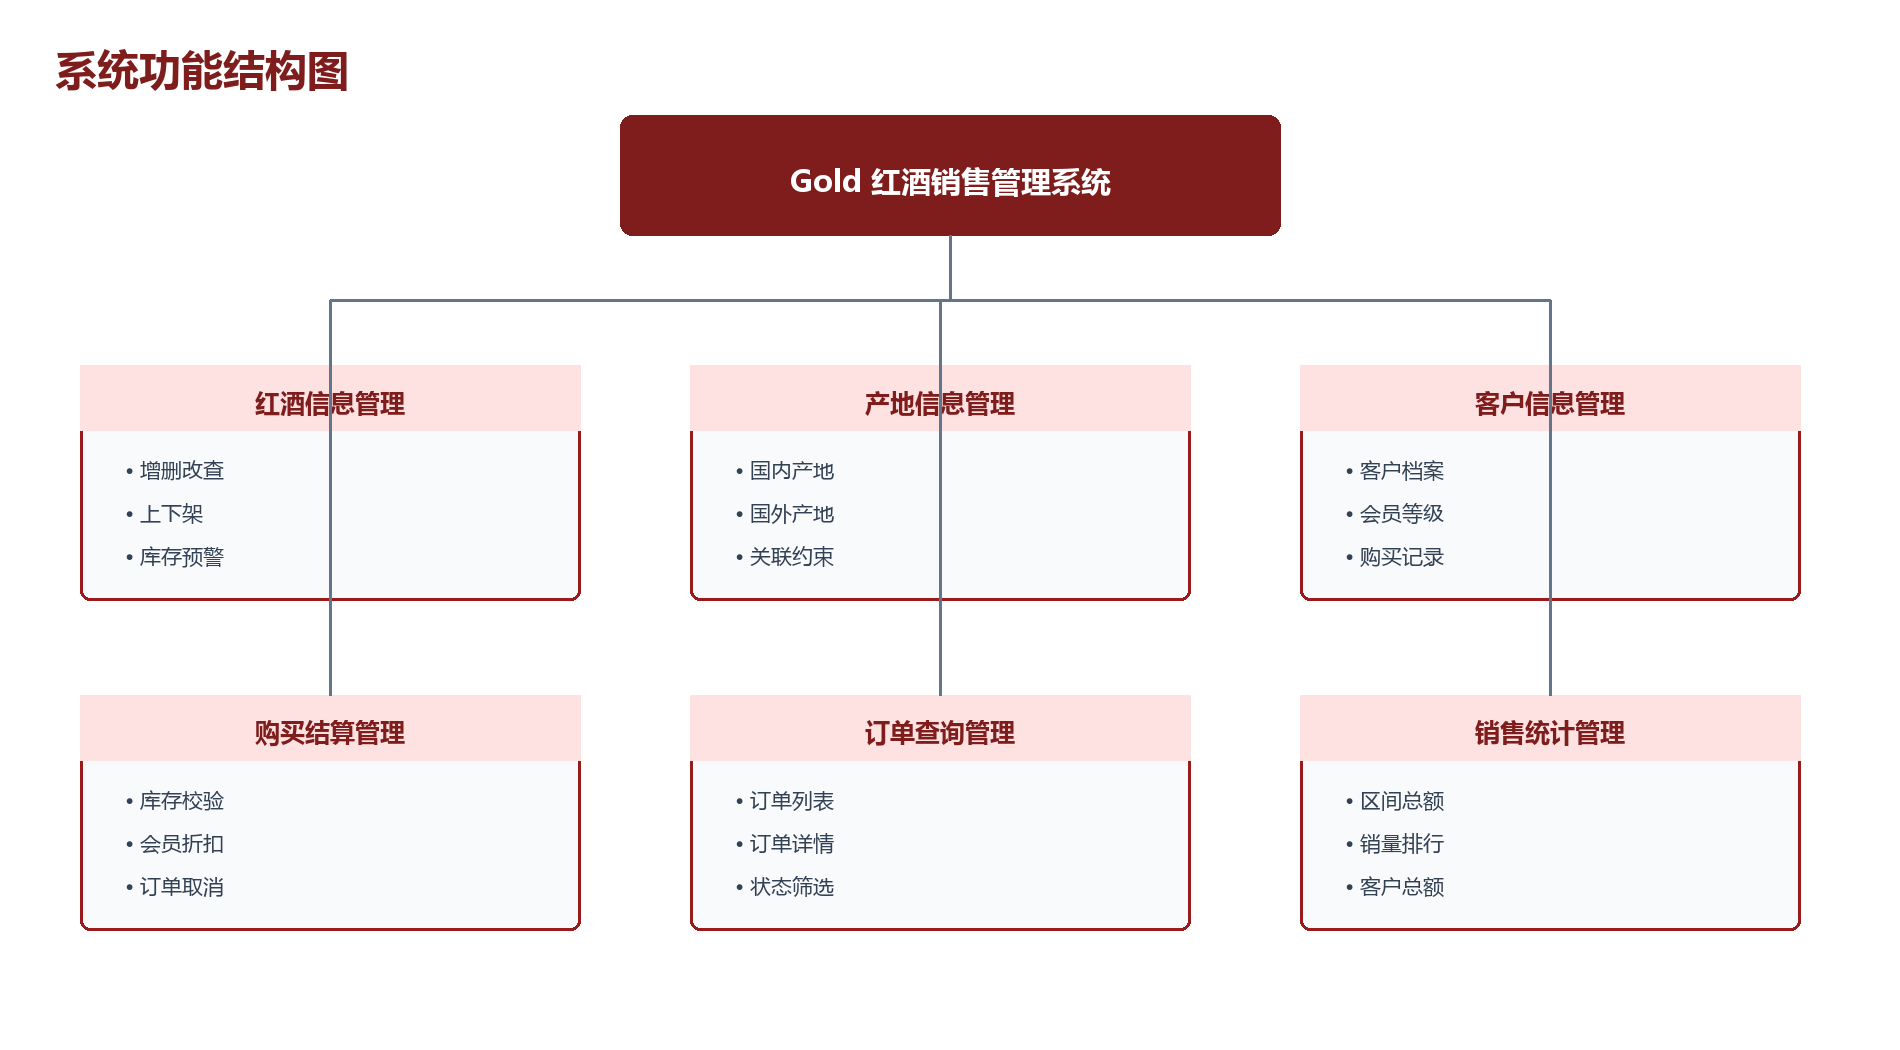 系统功能结构图
Gold 红酒销售管理系统
红酒信息管理
• 增删改查
• 上下架
• 库存预警
产地信息管理
• 国内产地
• 国外产地
• 关联约束
客户信息管理
• 客户档案
• 会员等级
• 购买记录
购买结算管理
• 库存校验
• 会员折扣
• 订单取消
订单查询管理
• 订单列表
• 订单详情
• 状态筛选
销售统计管理
• 区间总额
• 销量排行
• 客户总额